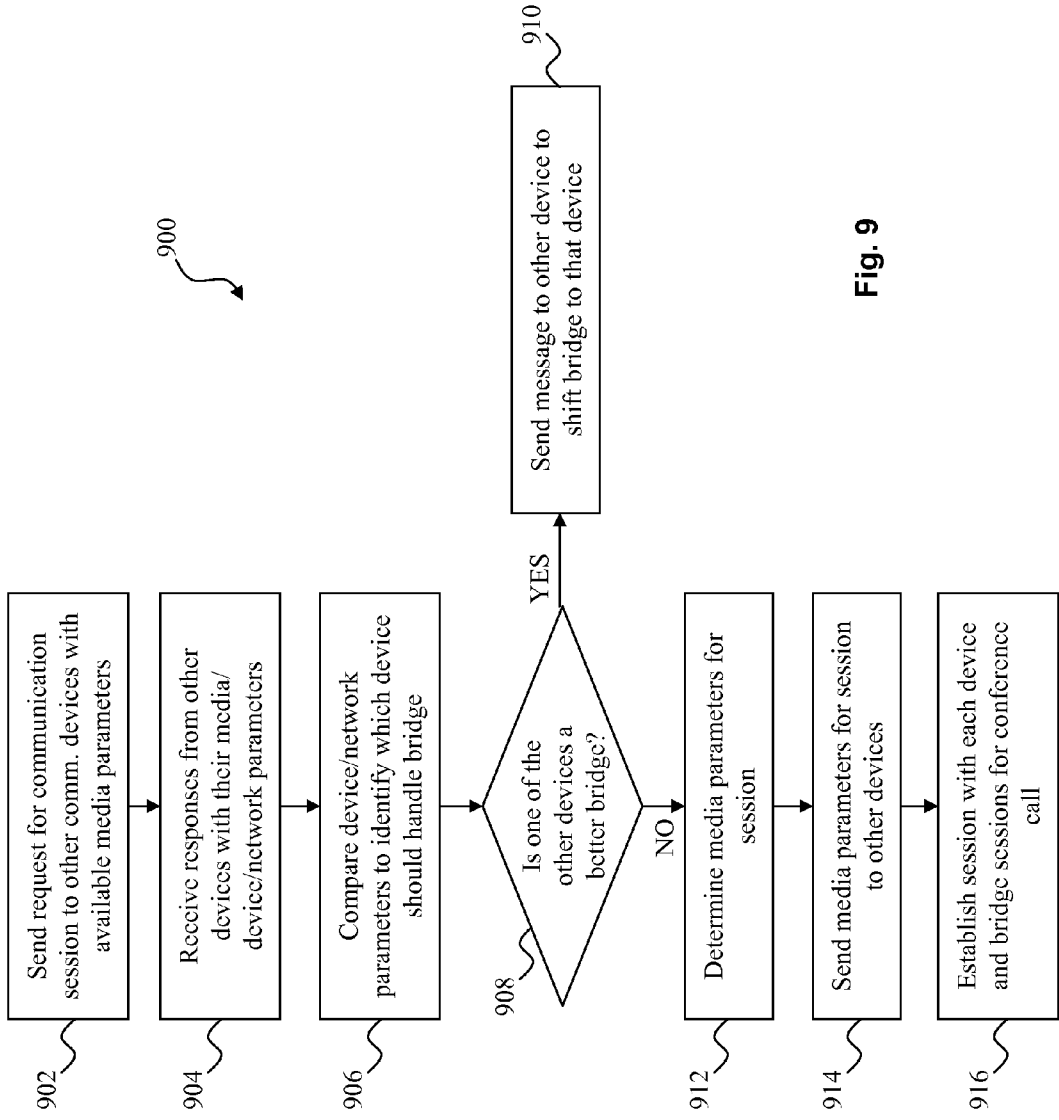 900
902
Send request for communication
session to other comm. devices with
available media parameters
904
Receive responses from other
devices with their media/
device/network parameters
906
Compare device/network
parameters to identify which device
should handle bridge
908
Is one of the
other devices a
better bridge?
YES
910
Send message to other device to
shift bridge to that device
NO
912
Determine media parameters for
session
914
Send media parameters for session
to other devices
916
Establish session with each device
and bridge sessions for conference
call
Fig. 9